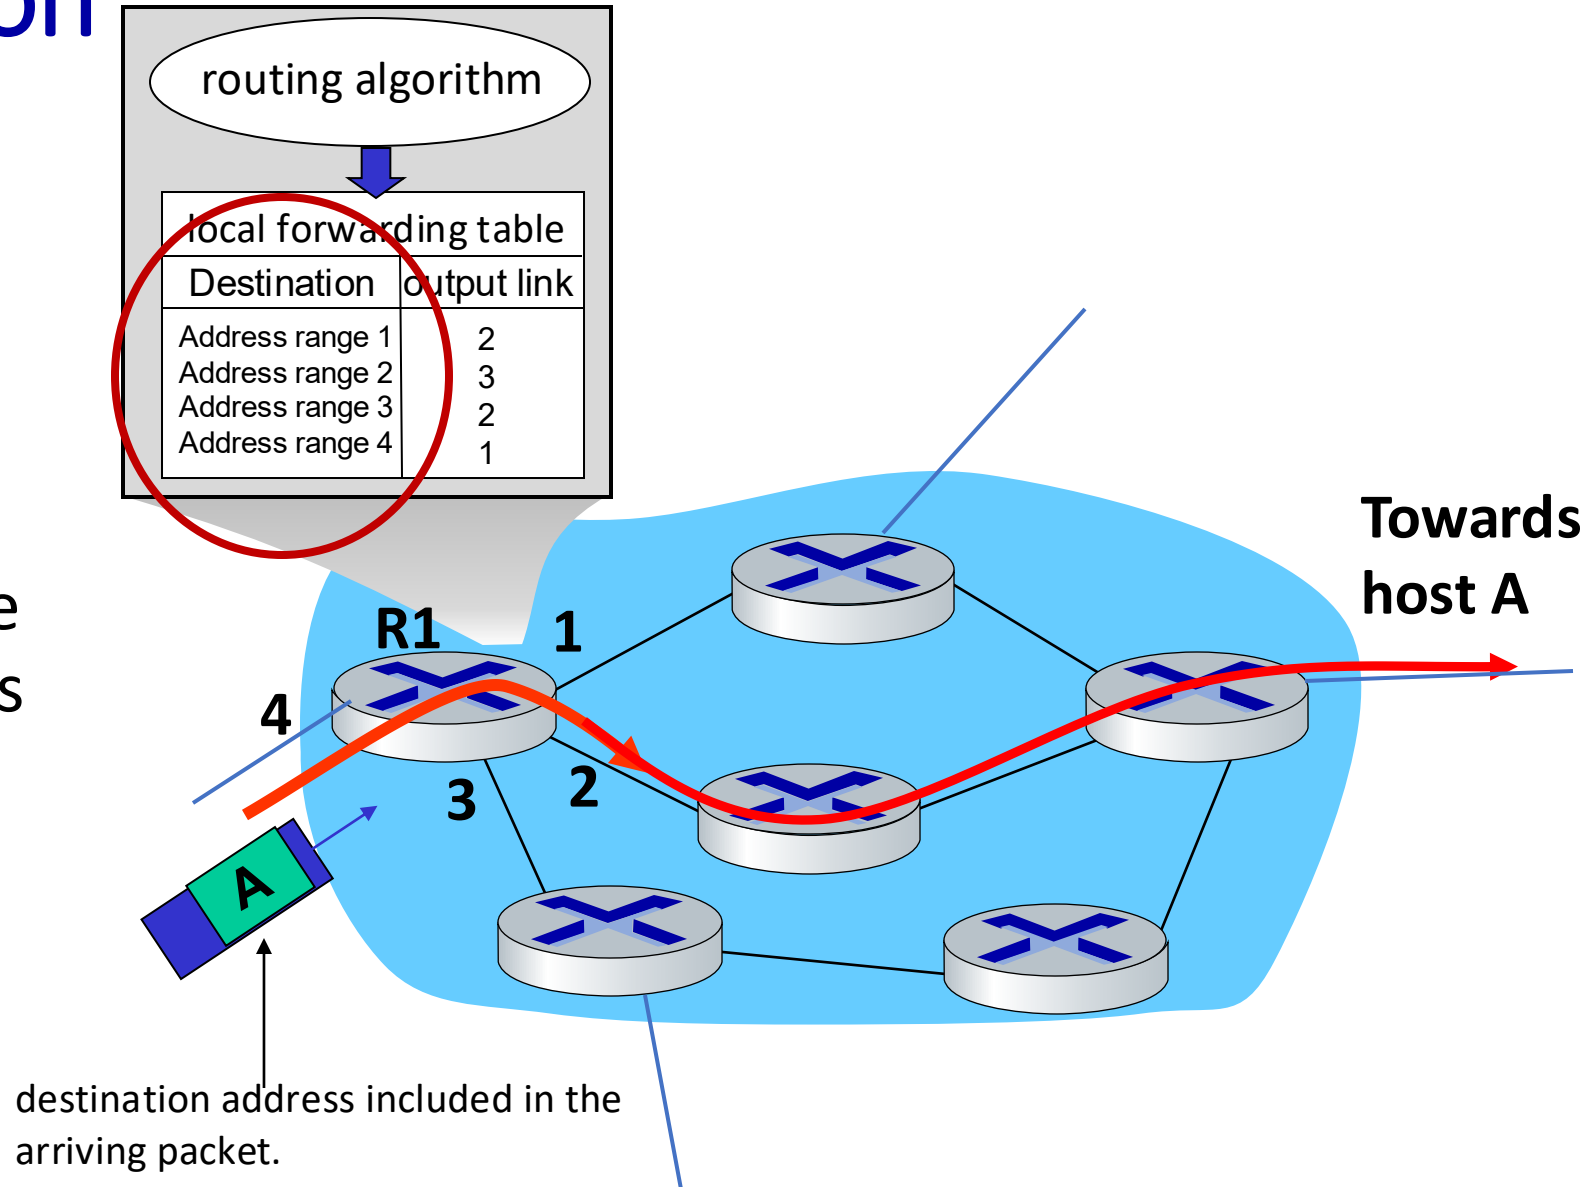 on
routing algorithm
local forwarding table
Destination output link
Address range 1 2
Address range 2 3
Address range 3 2
Address range 4 1
Towards
host A
e
s
R1
1
4
3
2
A
destination address included in the
arriving packet.